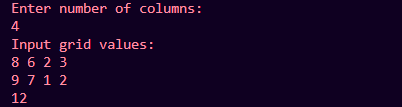 Enter number of columns:
4
Input grid values:
8 6 2 3
9 7 1 2
12